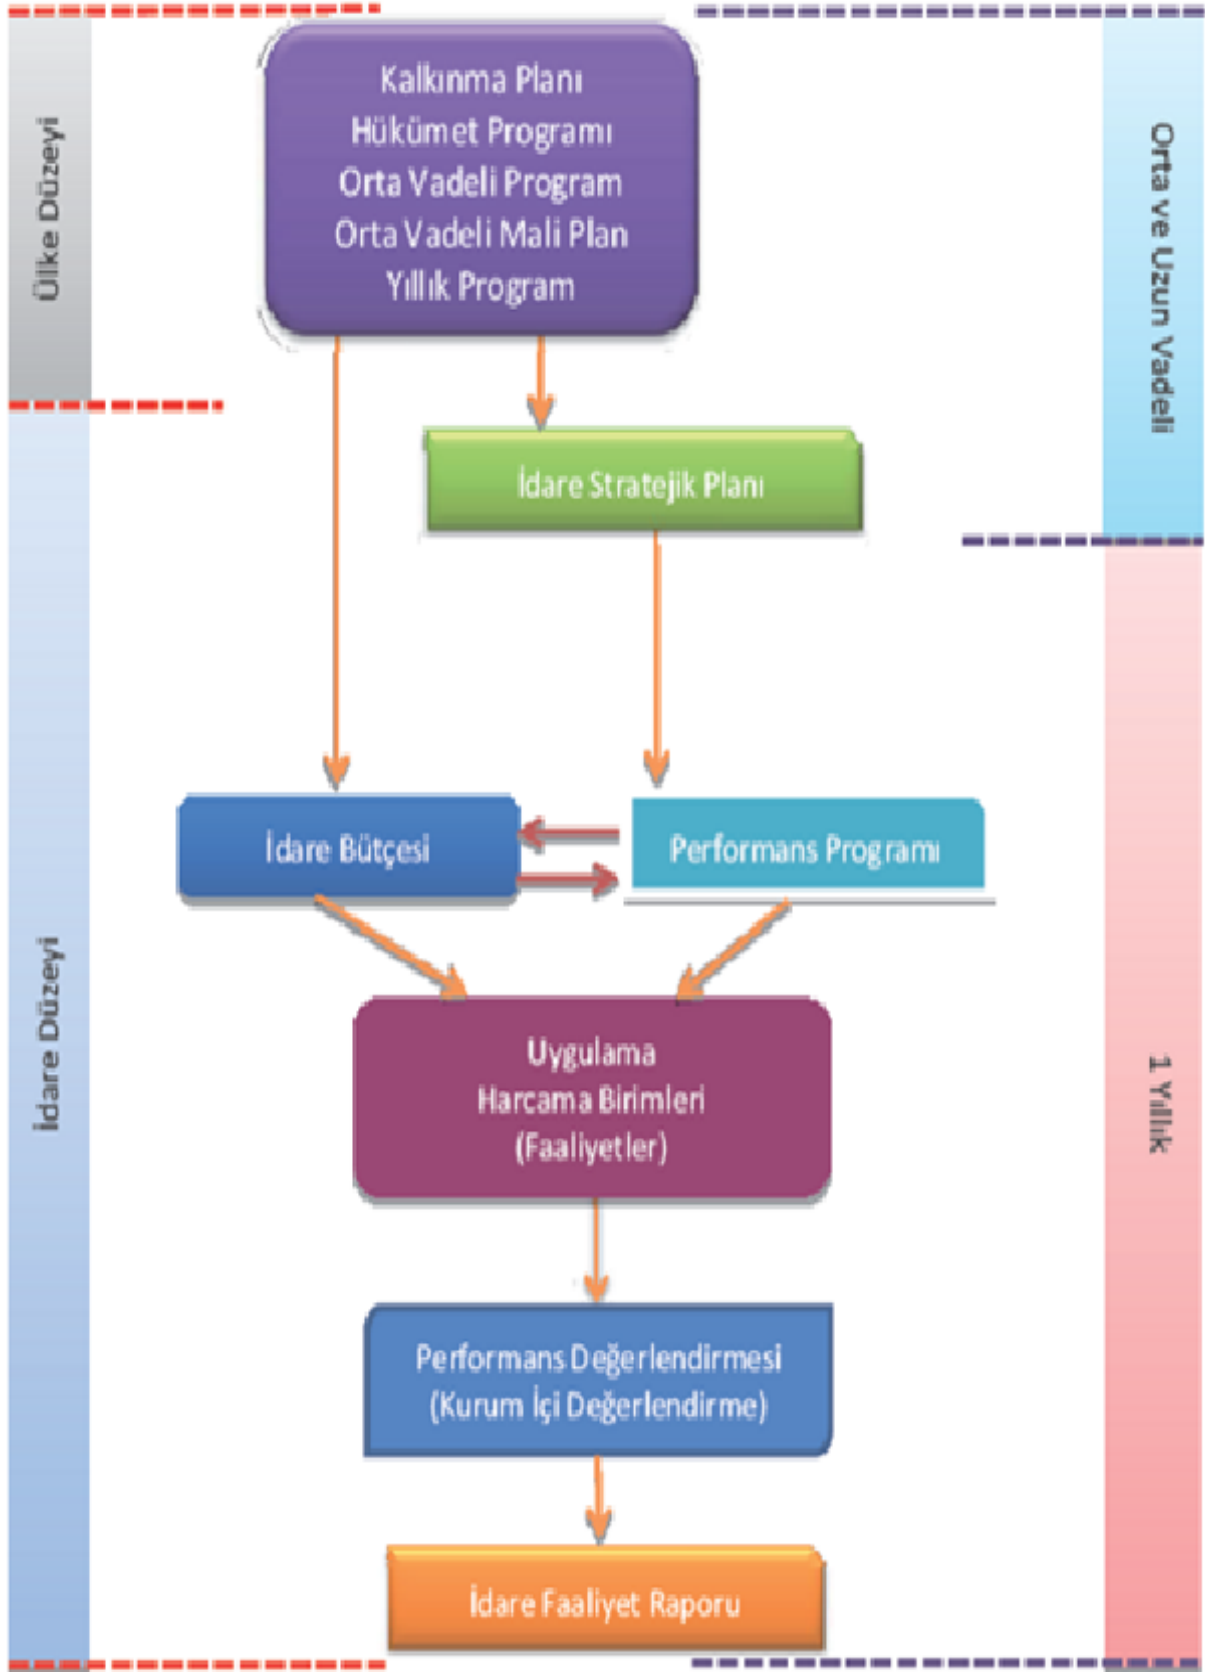 Ülke Düzeyi
Kalkınma Planı
Hükümet Programı
Orta Vadeli Program
Orta Vadeli Mali Plan
Yıllık Program
Orta ve Uzun Vadeli
İdare Stratejik Planı
İdare Düzeyi
İdare Bütçesi
Performans Programı
Uygulama
Harcama Birimleri
(Faaliyetler)
1 Yıllık
Performans Değerlendirmesi
(Kurum İçi Değerlendirme)
İdare Faaliyet Raporu